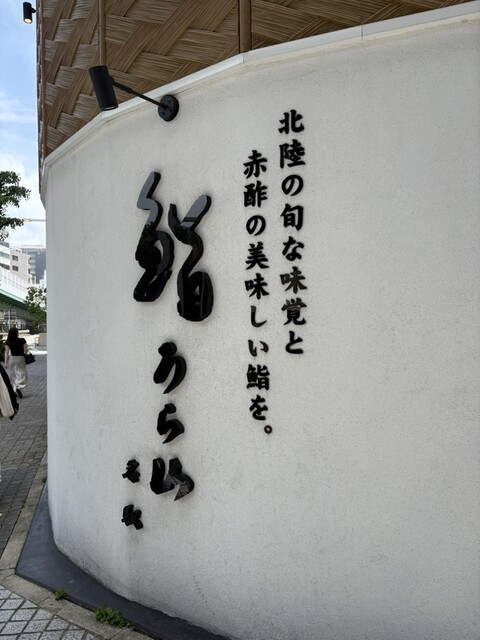 北陸の旬な味覚と
赤酢の美味しい鮨を。
鮨 うら山
名駅